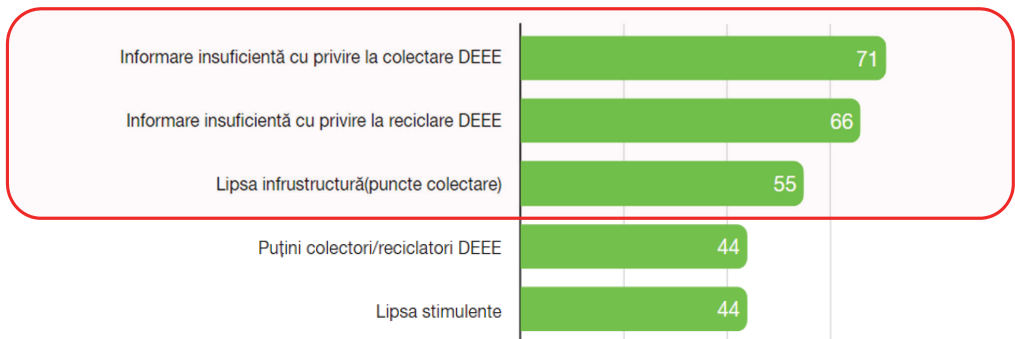 Informare insuficientă cu privire la colectare DEEE 71
Informare insuficientă cu privire la reciclare DEEE 66
Lipsa infrustructură(puncte colectare) 55
Puțini colectori/reciclatori DEEE 44
Lipsa stimulente 44